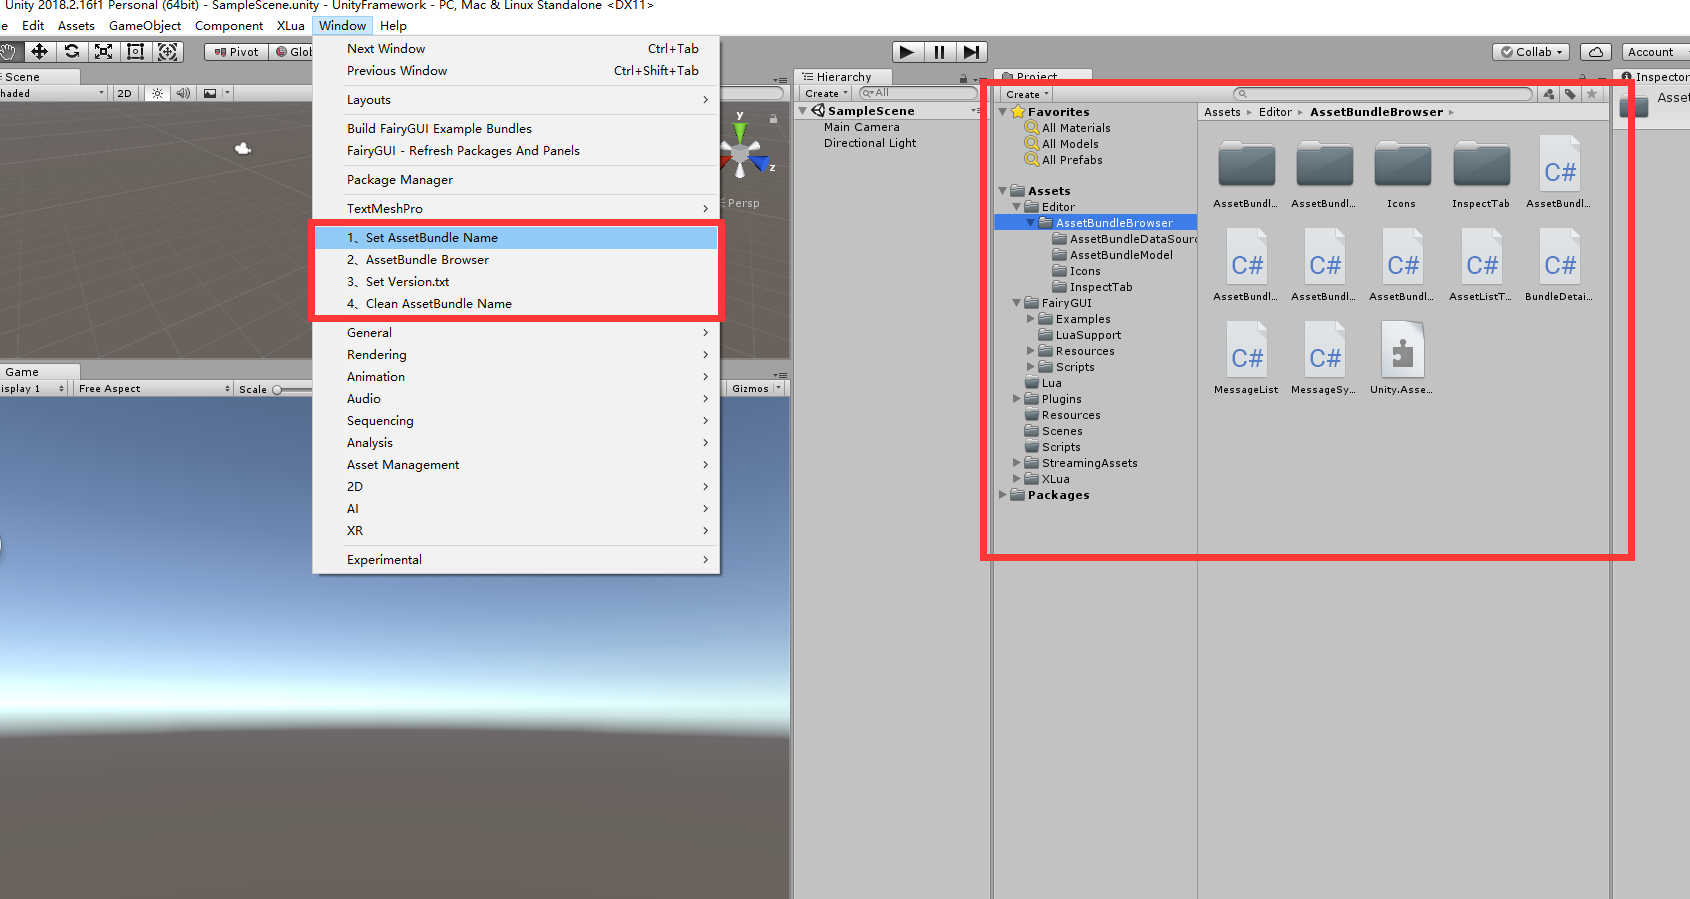 Unity 2018.2.16f1 Personal (64bit) - SampleScene.unity - UnityFramework - PC, Mac & Linux Standalone <DX11>
Edit Assets GameObject Component XLua Window Help
Pivot Glob
Collab Account
Scene
haded 2D
Next Window Ctrl+Tab
Previous Window Ctrl+Shift+Tab
Layouts
Build FairyGUI Example Bundles
FairyGUI - Refresh Packages And Panels
Package Manager
TextMeshPro
1、Set AssetBundle Name
2、AssetBundle Browser
3、Set Version.txt
4、Clean AssetBundle Name
General
Rendering
Animation
Audio
Sequencing
Analysis
Asset Management
2D
AI
XR
Experimental
y
z
Persp
Game
isplay 1 Free Aspect Scale Gizmos
Hierarchy
Create All
SampleScene
Main Camera
Directional Light
Project
Create
Favorites
All Materials
All Models
All Prefabs
Assets
Editor
AssetBundleBrowser
AssetBundleDataSourc
AssetBundleModel
Icons
InspectTab
FairyGUI
Examples
LuaSupport
Resources
Scripts
Lua
Plugins
Resources
Scenes
Scripts
StreamingAssets
XLua
Packages
Assets Editor AssetBundleBrowser
C#
AssetBundl... AssetBundl... Icons InspectTab AssetBundl...
C# C# C# C# C#
AssetBundl... AssetBundl... AssetBundl... AssetListT... BundleDetai...
C# C#
MessageList MessageSy... Unity.Asse...
Inspector
Asset